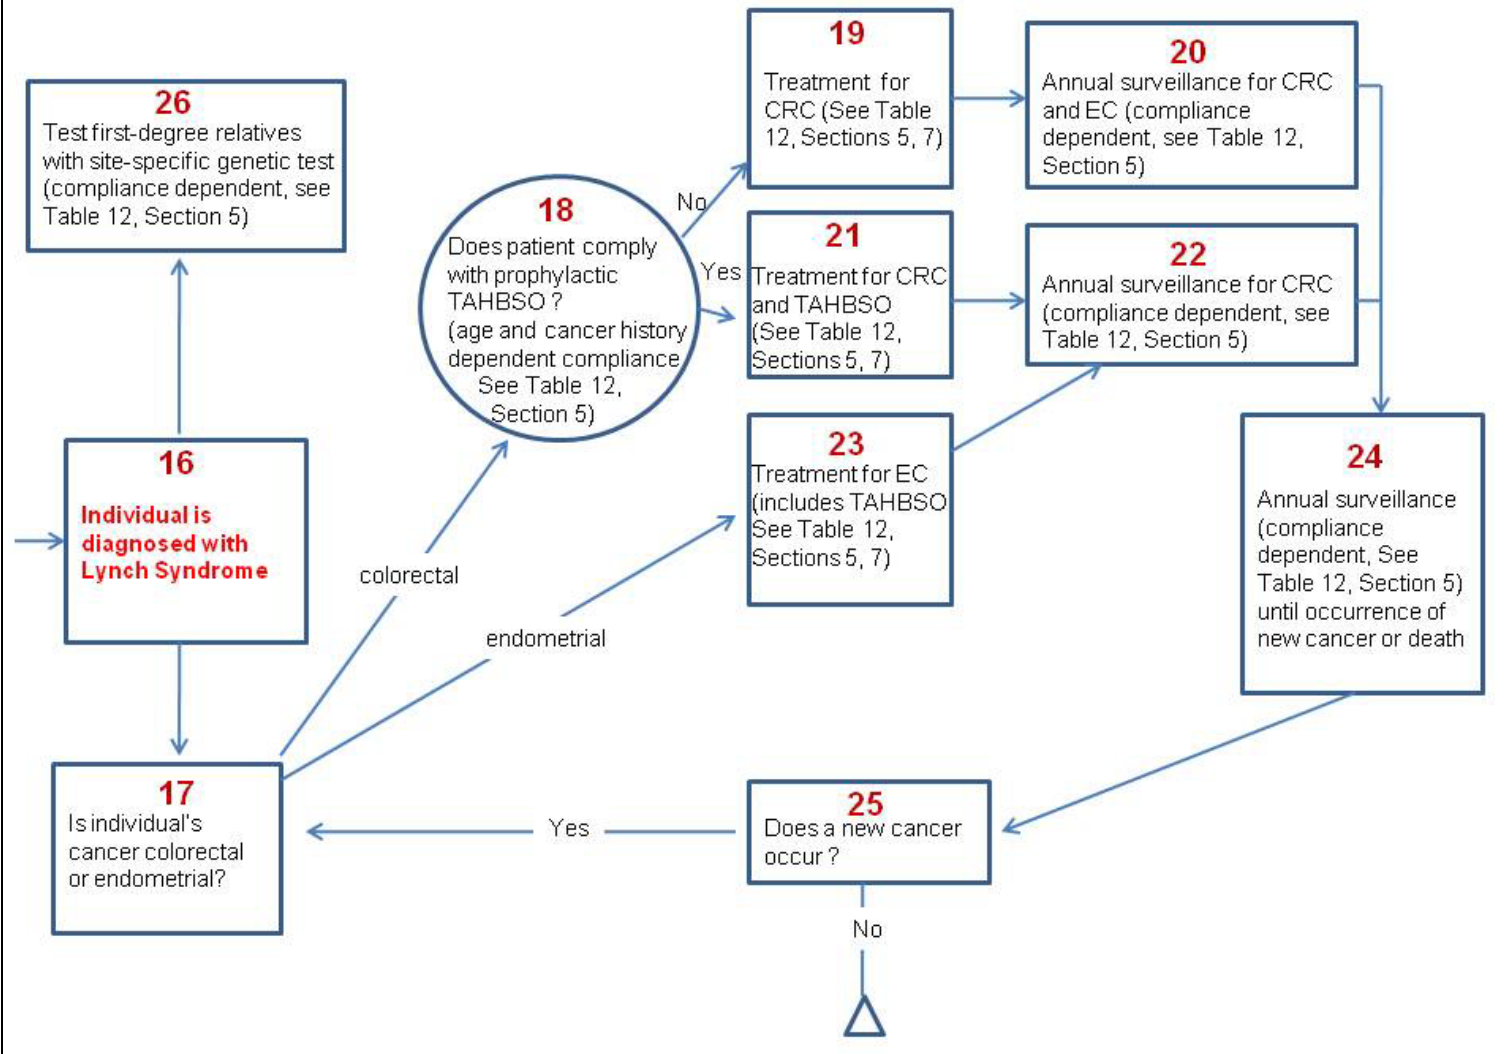 26
Test first-degree relatives
with site-specific genetic test
(compliance dependent, see
Table 12, Section 5)
16
Individual is
diagnosed with
Lynch Syndrome
17
Is individual's
cancer colorectal
or endometrial?
colorectal
endometrial
18
Does patient comply
with prophylactic
TAHBSO ?
(age and cancer history
dependent compliance
See Table 12,
Section 5)
No
Yes
19
Treatment for
CRC (See Table
12, Sections 5, 7)
20
Annual surveillance for CRC
and EC (compliance
dependent, see Table 12,
Section 5)
21
Treatment for CRC
and TAHBSO
(See Table 12,
Sections 5, 7)
22
Annual surveillance for CRC
(compliance dependent, see
Table 12, Section 5)
23
Treatment for EC
(includes TAHBSO
See Table 12,
Sections 5, 7)
24
Annual surveillance
(compliance
dependent, See
Table 12, Section 5)
until occurrence of
new cancer or death
25
Does a new cancer
occur ?
Yes
No